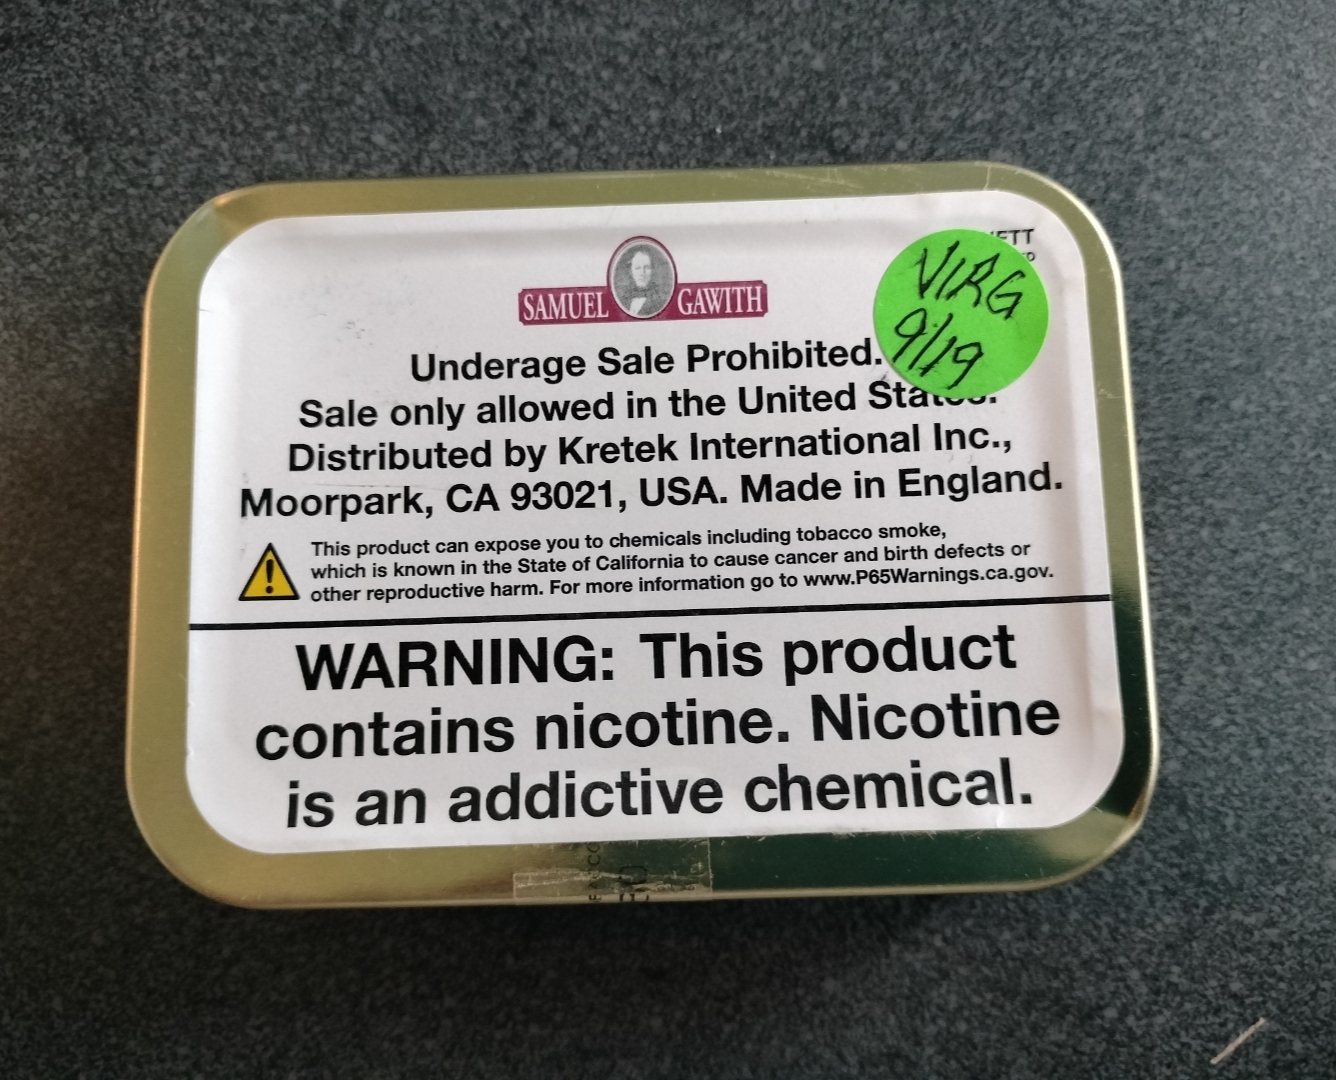 SAMUEL GAWITH
VIRG
9/19
Underage Sale Prohibited.
Sale only allowed in the United States.
Distributed by Kretek International Inc.,
Moorpark, CA 93021, USA. Made in England.
This product can expose you to chemicals including tobacco smoke,
which is known in the State of California to cause cancer and birth defects or
other reproductive harm. For more information go to www.P65Warnings.ca.gov.
WARNING: This product
contains nicotine. Nicotine
is an addictive chemical.